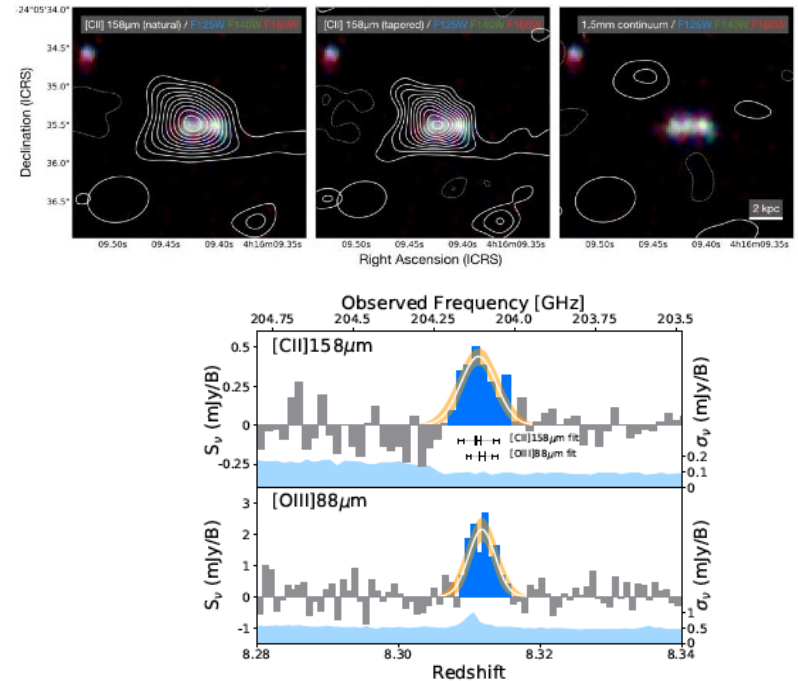 [CII] 158μm (natural) / F125W F140W F160W
[CII] 158μm (tapered) / F125W F140W F160W
1.5mm continuum / F125W F140W F160W
-24°05'34.0"
34.5"
35.0"
35.5"
36.0"
36.5"
Declination (ICRS)
2 kpc
09.50s 09.45s 09.40s 4h16m09.35s
09.50s 09.45s 09.40s 4h16m09.35s
09.50s 09.45s 09.40s 4h16m09.35s
Right Ascension (ICRS)
Observed Frequency [GHz]
204.75 204.5 204.25 204.0 203.75 203.5
[CII]158μm
0.5
0.25
0
-0.25
Sν (mJy/B)
[CII]158μm fit
[OIII]88μm fit
0.2
0.1
0
σν (mJy/B)
[OIII]88μm
3
2
1
0
-1
Sν (mJy/B)
1
0.5
0
σν (mJy/B)
8.28 8.30 8.32 8.34
Redshift